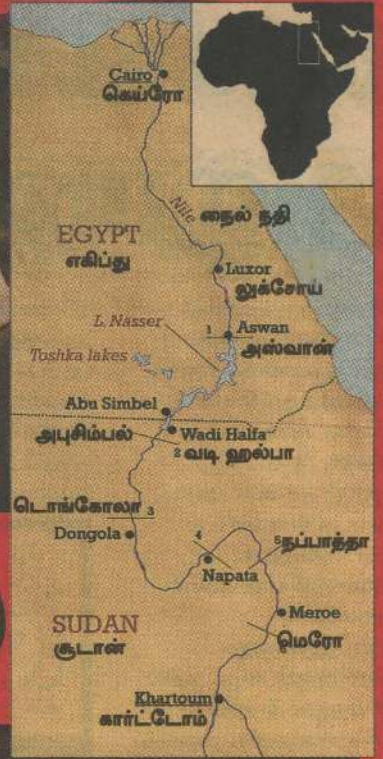 Cairo
கெய்ரோ
Nile
நைல் நதி
EGYPT
எகிப்து
Luxor
லுக்சோய்
L. Nasser
1
Aswan
அஸ்வான்
Toshka lakes
Abu Simbel
அபுசிம்பல்
Wadi Halfa
2 வடி ஹல்பா
டொங்கோலா 3
Dongola
4
5 நப்பாத்தா
Napata
Meroe
மெரோ
SUDAN
சூடான்
Khartoum
கார்ட்டோம்